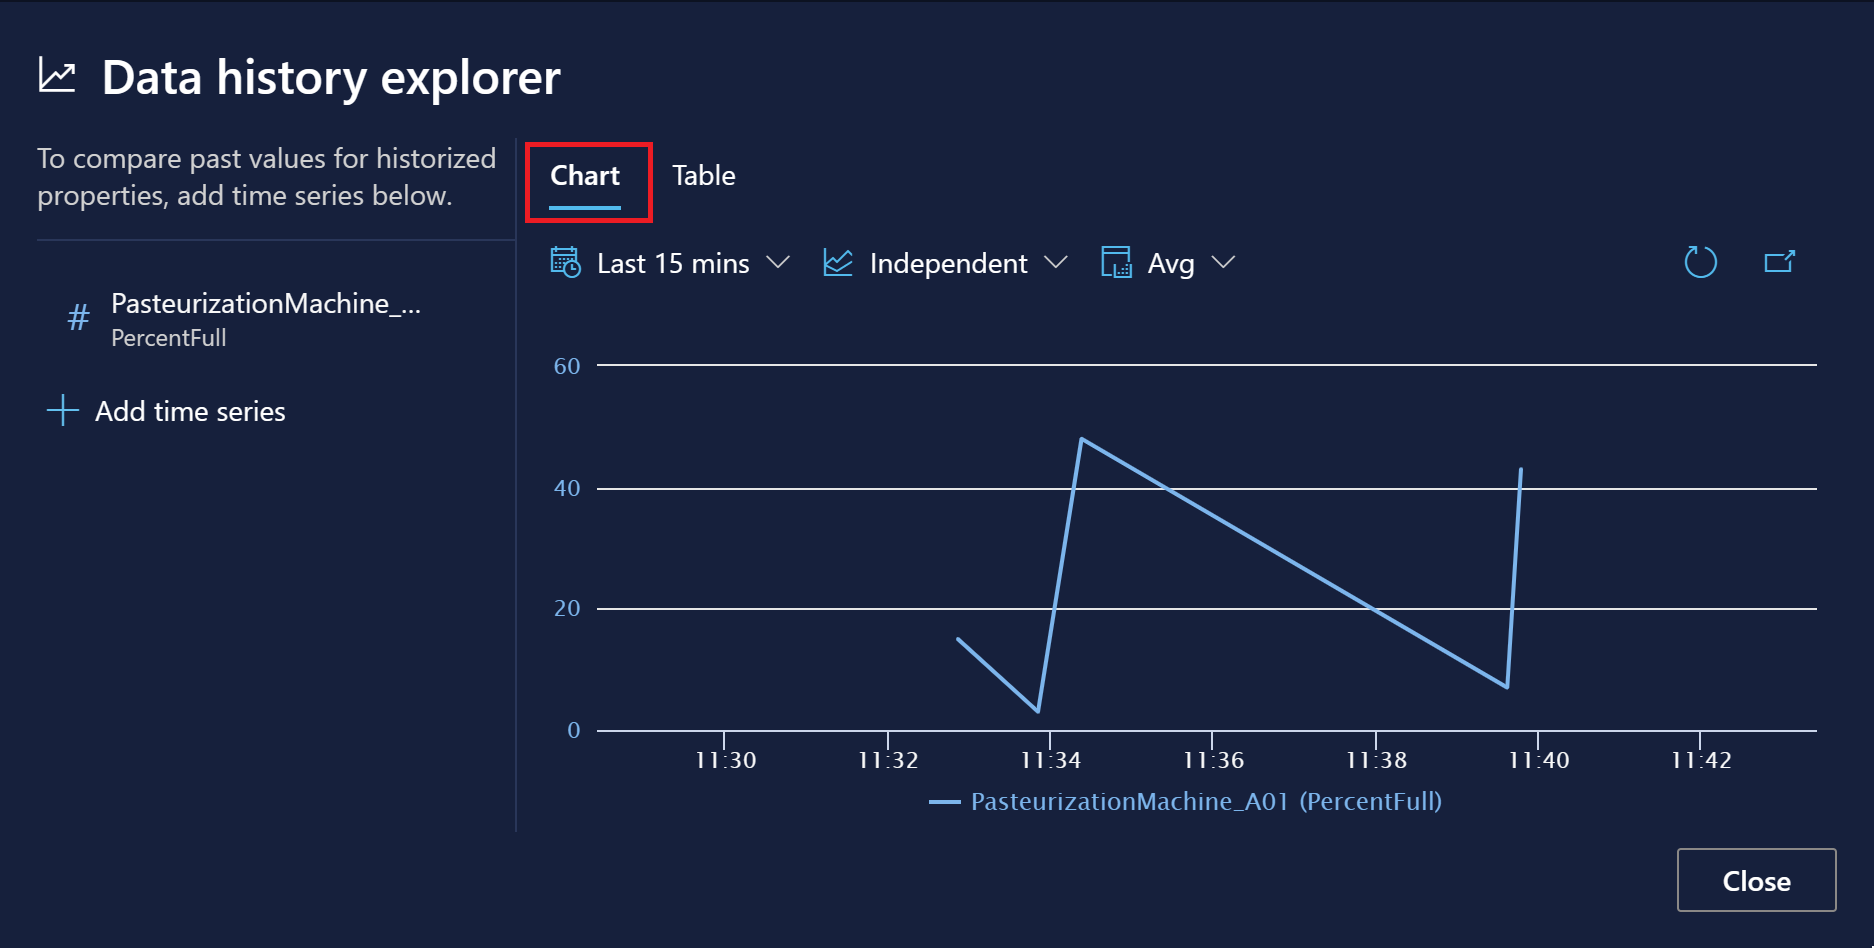 Data history explorer
To compare past values for historized
properties, add time series below.
# PasteurizationMachine_...
PercentFull
Add time series
Chart Table
Last 15 mins Independent Avg
60
40
20
0
11:30 11:32 11:34 11:36 11:38 11:40 11:42
PasteurizationMachine_A01 (PercentFull)
Close